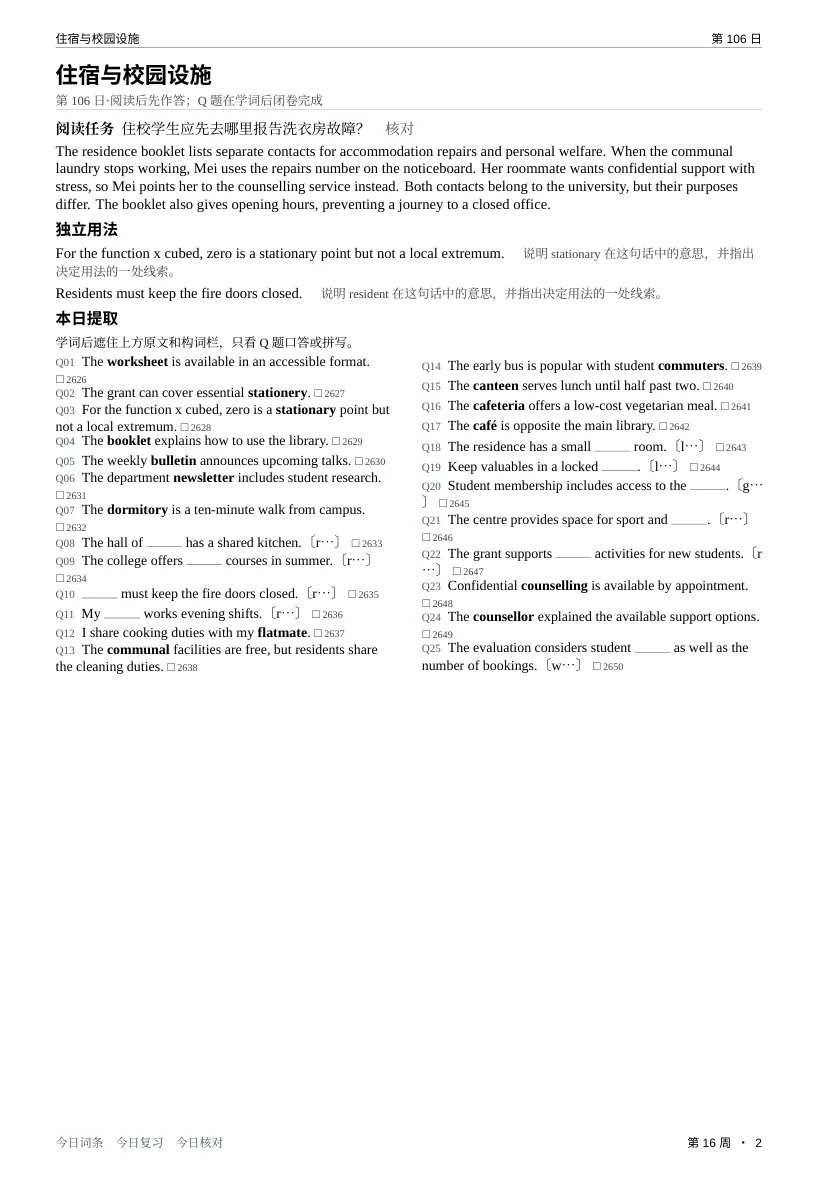 住宿与校园设施 第 106 日
住宿与校园设施
第 106 日·阅读后先作答；Q 题在学词后闭卷完成
阅读任务 住校学生应先去哪里报告洗衣房故障？ 核对
The residence booklet lists separate contacts for accommodation repairs and personal welfare. When the communal
laundry stops working, Mei uses the repairs number on the noticeboard. Her roommate wants confidential support with
stress, so Mei points her to the counselling service instead. Both contacts belong to the university, but their purposes
differ. The booklet also gives opening hours, preventing a journey to a closed office.
独立用法
For the function x cubed, zero is a stationary point but not a local extremum. 说明 stationary 在这句话中的意思，并指出
决定用法的一处线索。
Residents must keep the fire doors closed. 说明 resident 在这句话中的意思，并指出决定用法的一处线索。
本日提取
学词后遮住上方原文和构词栏，只看 Q 题口答或拼写。
Q01 The worksheet is available in an accessible format.
□ 2626
Q02 The grant can cover essential stationery. □ 2627
Q03 For the function x cubed, zero is a stationary point but
not a local extremum. □ 2628
Q04 The booklet explains how to use the library. □ 2629
Q05 The weekly bulletin announces upcoming talks. □ 2630
Q06 The department newsletter includes student research.
□ 2631
Q07 The dormitory is a ten-minute walk from campus.
□ 2632
Q08 The hall of _____ has a shared kitchen.〔r…〕 □ 2633
Q09 The college offers _____ courses in summer.〔r…〕
□ 2634
Q10 _____ must keep the fire doors closed.〔r…〕 □ 2635
Q11 My _____ works evening shifts.〔r…〕 □ 2636
Q12 I share cooking duties with my flatmate. □ 2637
Q13 The communal facilities are free, but residents share
the cleaning duties. □ 2638
Q14 The early bus is popular with student commuters. □ 2639
Q15 The canteen serves lunch until half past two. □ 2640
Q16 The cafeteria offers a low-cost vegetarian meal. □ 2641
Q17 The café is opposite the main library. □ 2642
Q18 The residence has a small _____ room.〔l…〕 □ 2643
Q19 Keep valuables in a locked _____.〔l…〕 □ 2644
Q20 Student membership includes access to the _____.〔g…
〕 □ 2645
Q21 The centre provides space for sport and _____.〔r…〕
□ 2646
Q22 The grant supports _____ activities for new students.〔r
…〕 □ 2647
Q23 Confidential counselling is available by appointment.
□ 2648
Q24 The counsellor explained the available support options.
□ 2649
Q25 The evaluation considers student _____ as well as the
number of bookings.〔w…〕 □ 2650
今日词条 今日复习 今日核对 第 16 周 · 2